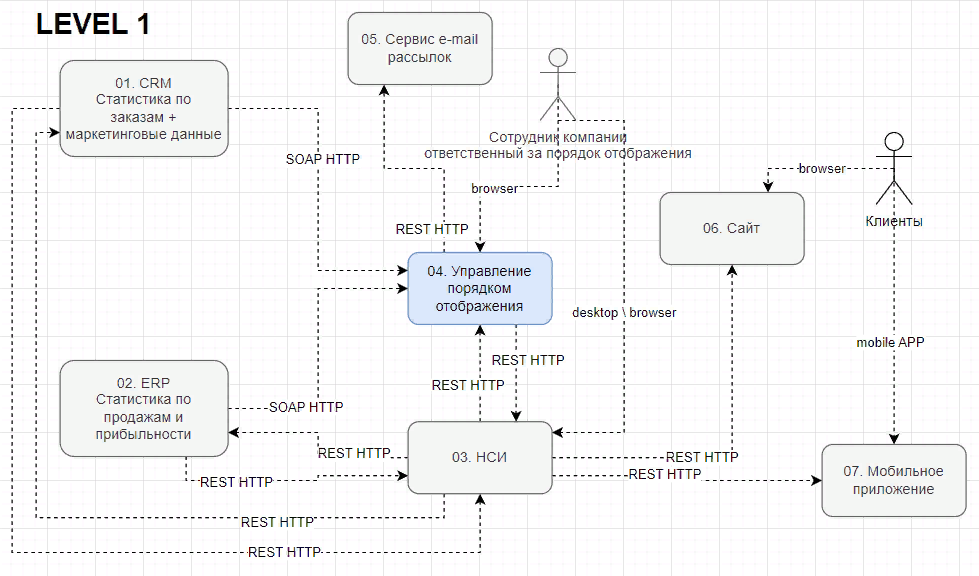 LEVEL 1
05. Сервис e-mail
рассылок
01. CRM
Статистика по
заказам +
маркетинговые данные
Сотрудник компании
ответственный за порядок отображения
SOAP HTTP
browser
browser
Клиенты
REST HTTP
06. Сайт
04. Управление
порядком
отображения
desktop \ browser
mobile APP
REST HTTP
REST HTTP
02. ERP
Статистика по
продажам и
прибыльности
SOAP HTTP
REST HTTP
03. НСИ
REST HTTP
REST HTTP
REST HTTP
07. Мобильное
приложение
REST HTTP
REST HTTP